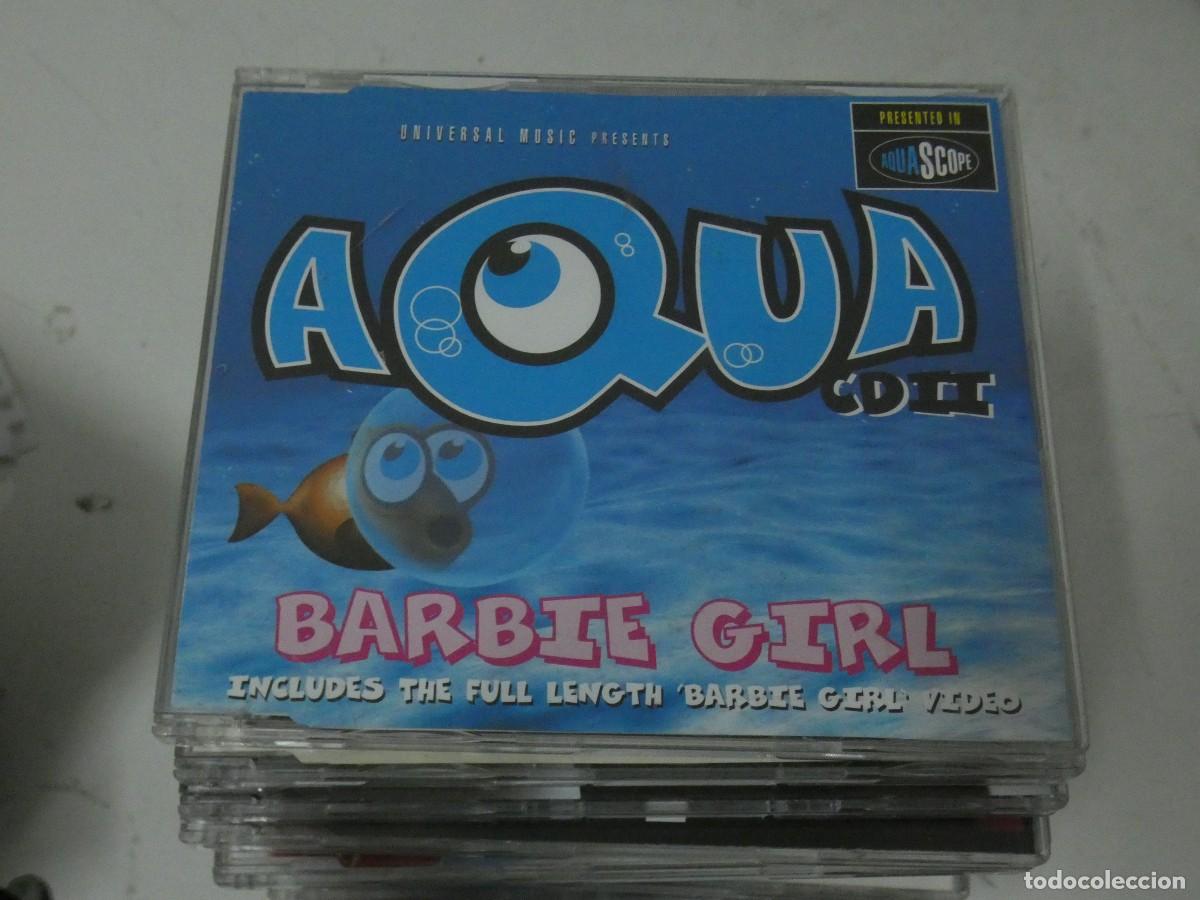 UNIVERSAL MUSIC PRESENTS
PRESENTED IN
AQUASCOPE
AQUA
CD II
BARBIE GIRL
INCLUDES THE FULL LENGTH 'BARBIE GIRL' VIDEO
todocoleccion